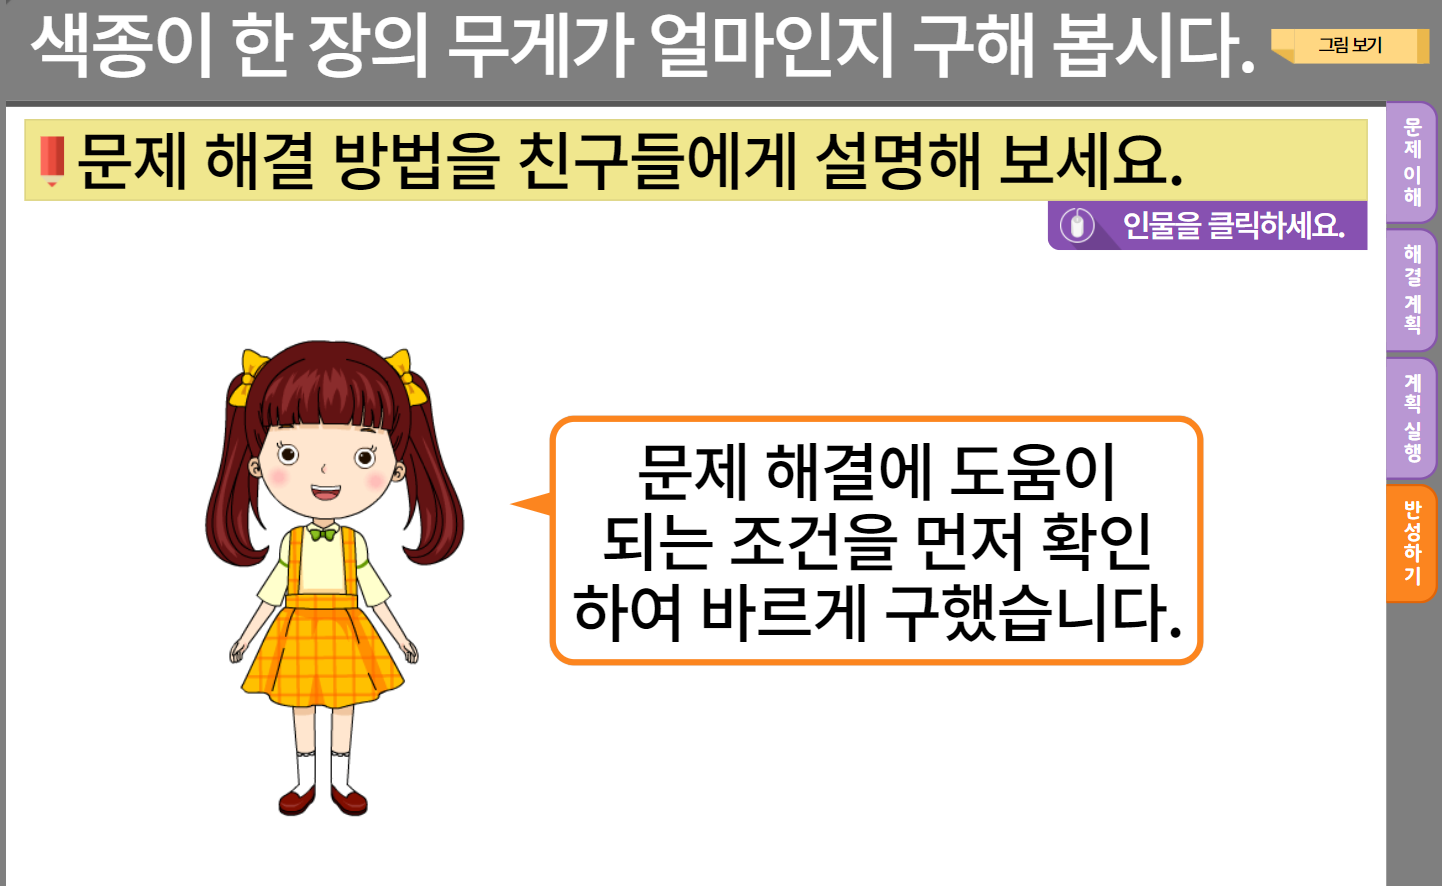 색종이 한 장의 무게가 얼마인지 구해 봅시다.
그림 보기
문제 해결 방법을 친구들에게 설명해 보세요.
인물을 클릭하세요.
문제 해결에 도움이
되는 조건을 먼저 확인
하여 바르게 구했습니다.
문제 이해
해결 계획
계획 실행
반성하기